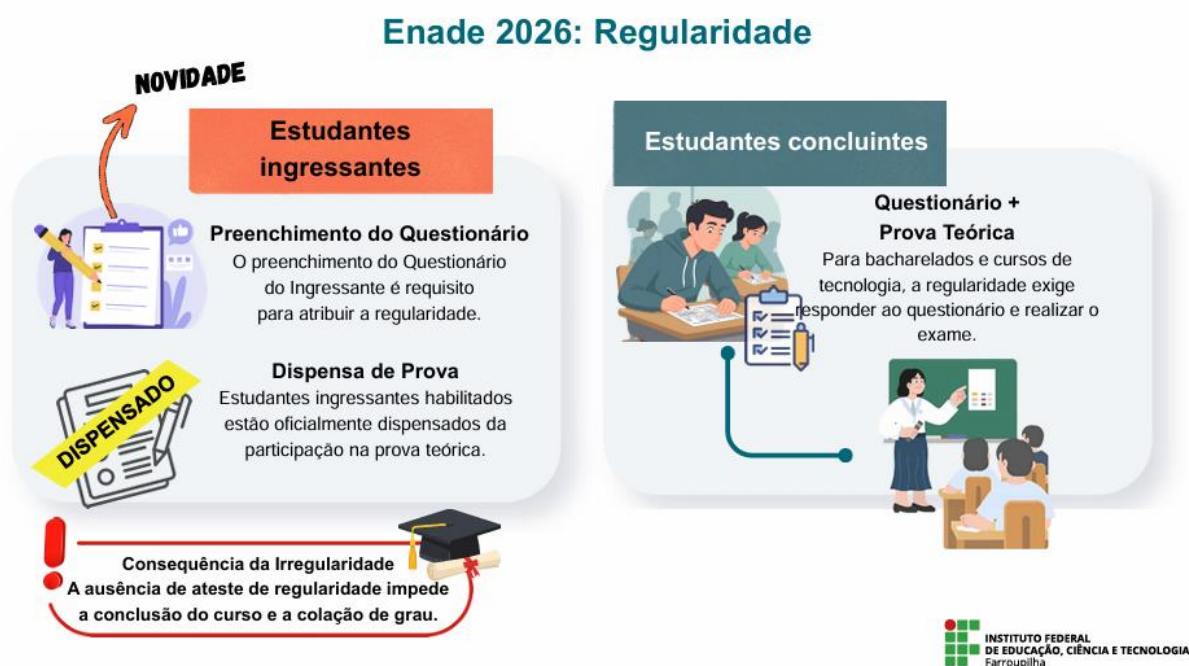 Enade 2026: Regularidade
NOVIDADE
Estudantes
ingressantes
Preenchimento do Questionário
O preenchimento do Questionário
do Ingressante é requisito
para atribuir a regularidade.
DISPENSADO
Dispensa de Prova
Estudantes ingressantes habilitados
estão oficialmente dispensados da
participação na prova teórica.
Consequência da Irregularidade
A ausência de ateste de regularidade impede
a conclusão do curso e a colação de grau.
Estudantes concluintes
Questionário +
Prova Teórica
Para bacharelados e cursos de
tecnologia, a regularidade exige
responder ao questionário e realizar o
exame.
INSTITUTO FEDERAL
DE EDUCAÇÃO, CIÊNCIA E TECNOLOGIA
Farroupilha